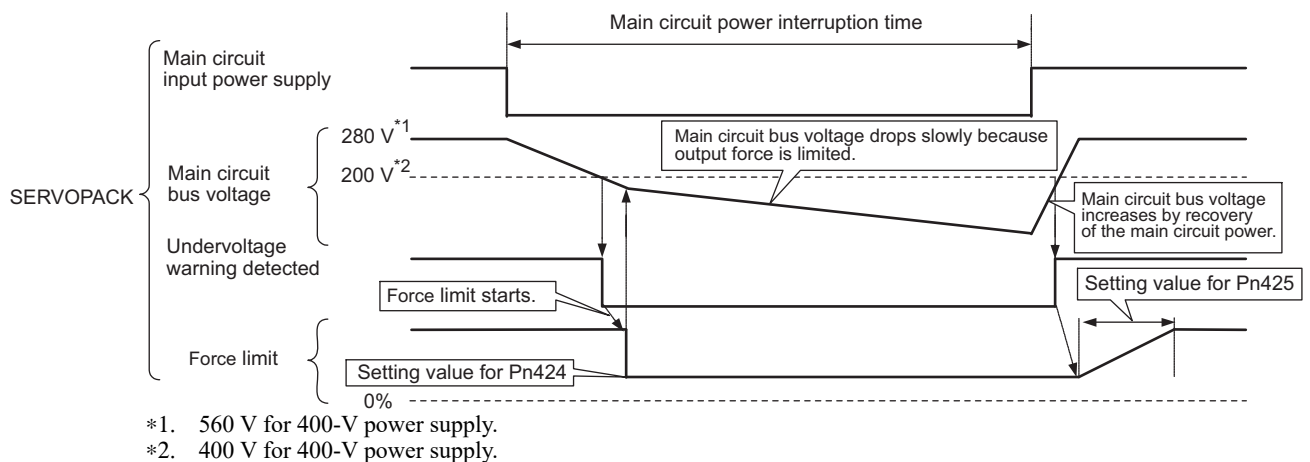 Main circuit power interruption time
Main circuit
input power supply
280 V*1
Main circuit bus voltage drops slowly because
output force is limited.
200 V*2
Main circuit
bus voltage
SERVOPACK
Main circuit bus voltage
increases by recovery
of the main circuit power.
Undervoltage
warning detected
Force limit starts.
Setting value for Pn425
Force limit
Setting value for Pn424
0%
*1. 560 V for 400-V power supply.
*2. 400 V for 400-V power supply.